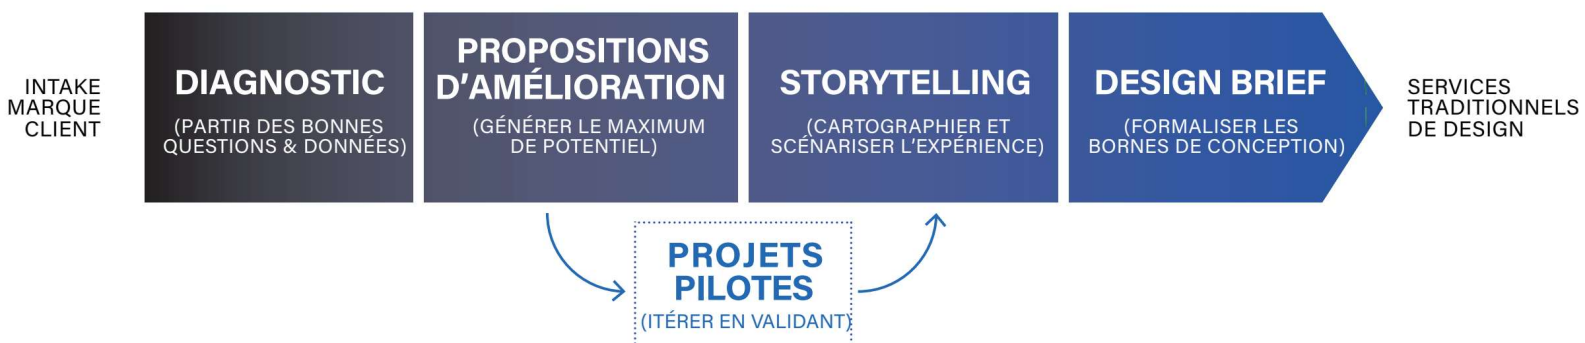 INTAKE
MARQUE
CLIENT
DIAGNOSTIC
(PARTIR DES BONNES
QUESTIONS & DONNÉES)
PROPOSITIONS
D'AMÉLIORATION
(GÉNÉRER LE MAXIMUM
DE POTENTIEL)
STORYTELLING
(CARTOGRAPHIER ET
SCÉNARISER L'EXPÉRIENCE)
DESIGN BRIEF
(FORMALISER LES
BORNES DE CONCEPTION)
SERVICES
TRADITIONNELS
DE DESIGN
PROJETS
PILOTES
(ITÉRER EN VALIDANT)